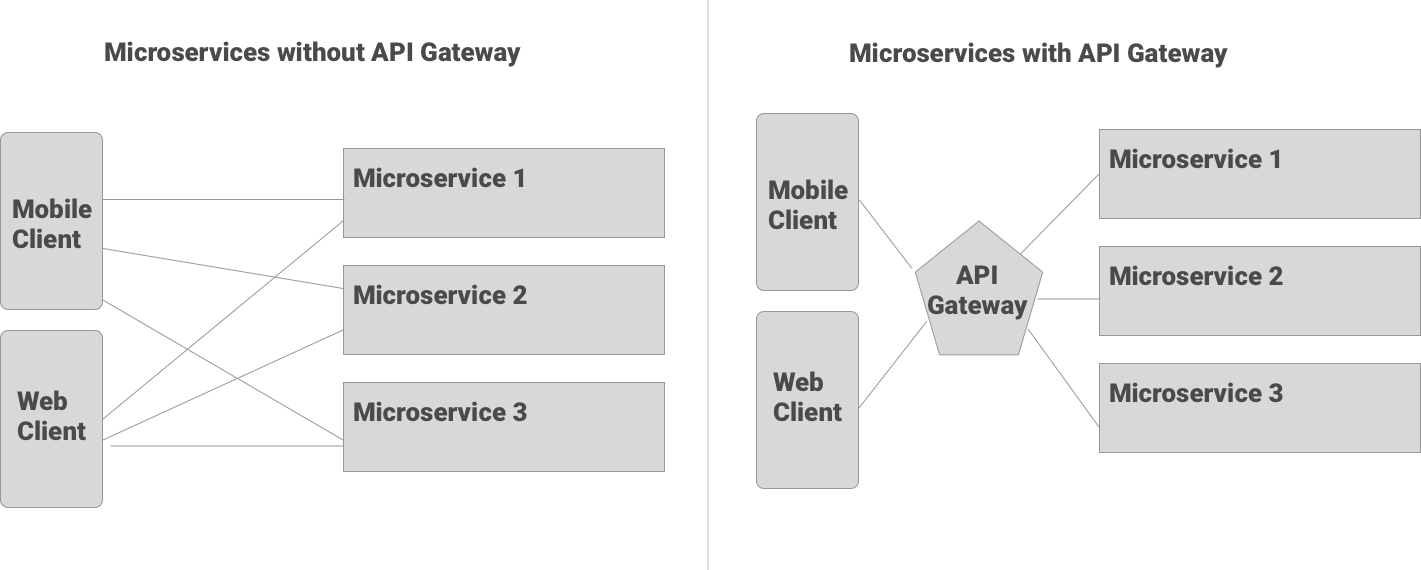 Microservices without API Gateway
Mobile
Client
Web
Client
Microservice 1
Microservice 2
Microservice 3
Microservices with API Gateway
Mobile
Client
Web
Client
API
Gateway
Microservice 1
Microservice 2
Microservice 3